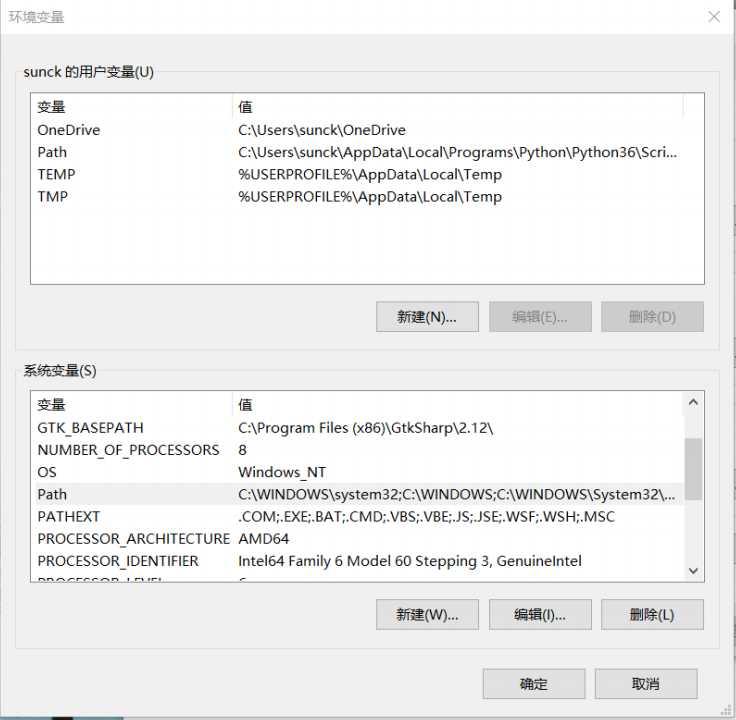 环境变量
sunck 的用户变量(U)
变量 值
OneDrive C:\Users\sunck\OneDrive
Path C:\Users\sunck\AppData\Local\Programs\Python\Python36\Scri...
TEMP %USERPROFILE%\AppData\Local\Temp
TMP %USERPROFILE%\AppData\Local\Temp
新建(N)... 编辑(E)... 删除(D)
系统变量(S)
变量 值
GTK_BASEPATH C:\Program Files (x86)\GtkSharp\2.12\
NUMBER_OF_PROCESSORS 8
OS Windows_NT
Path C:\WINDOWS\system32;C:\WINDOWS;C:\WINDOWS\System32\...
PATHEXT .COM;.EXE;.BAT;.CMD;.VBS;.VBE;.JS;.JSE;.WSF;.WSH;.MSC
PROCESSOR_ARCHITECTURE AMD64
PROCESSOR_IDENTIFIER Intel64 Family 6 Model 60 Stepping 3, GenuineIntel
PROCESSOR_LEVEL 6
新建(W)... 编辑(I)... 删除(L)
确定 取消